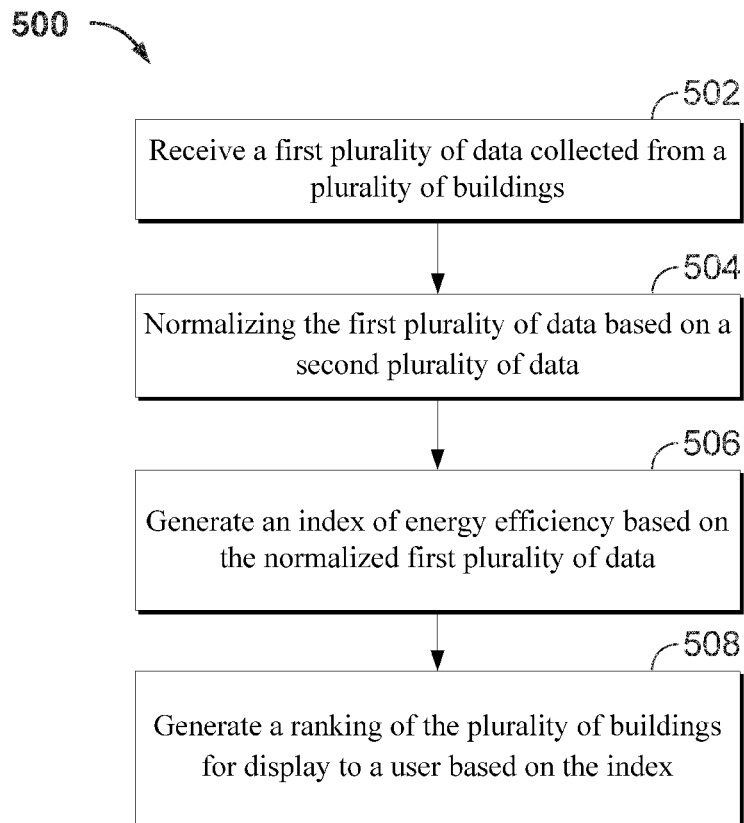 500
502
Receive a first plurality of data collected from a
plurality of buildings
504
Normalizing the first plurality of data based on a
second plurality of data
506
Generate an index of energy efficiency based on
the normalized first plurality of data
508
Generate a ranking of the plurality of buildings
for display to a user based on the index